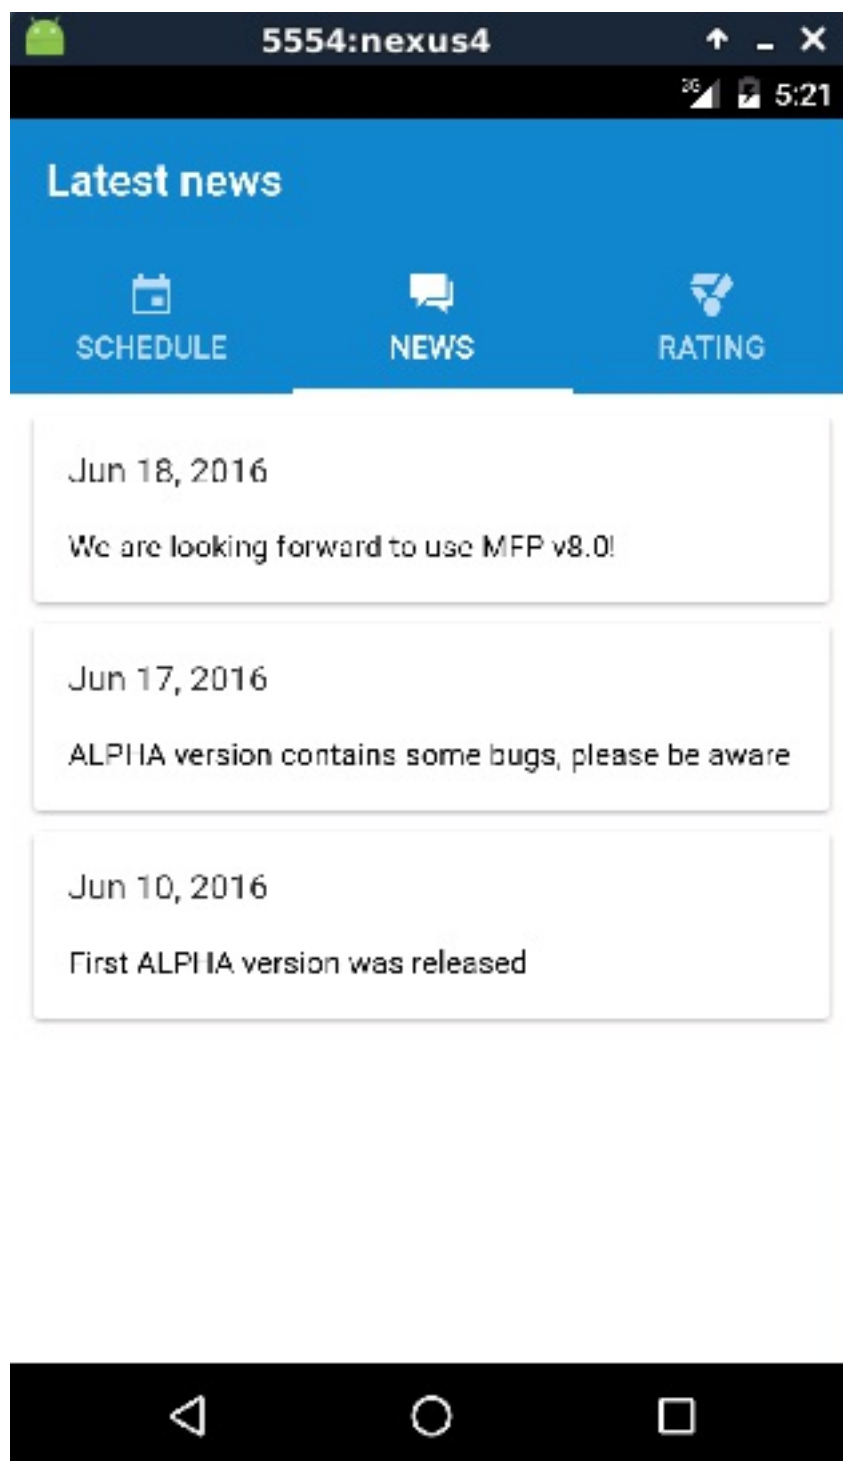 5554:nexus4
3G 5:21
Latest news
SCHEDULE NEWS RATING
Jun 18, 2016
We are looking forward to use MFP v8.0!
Jun 17, 2016
ALPHA version contains some bugs, please be aware
Jun 10, 2016
First ALPHA version was released